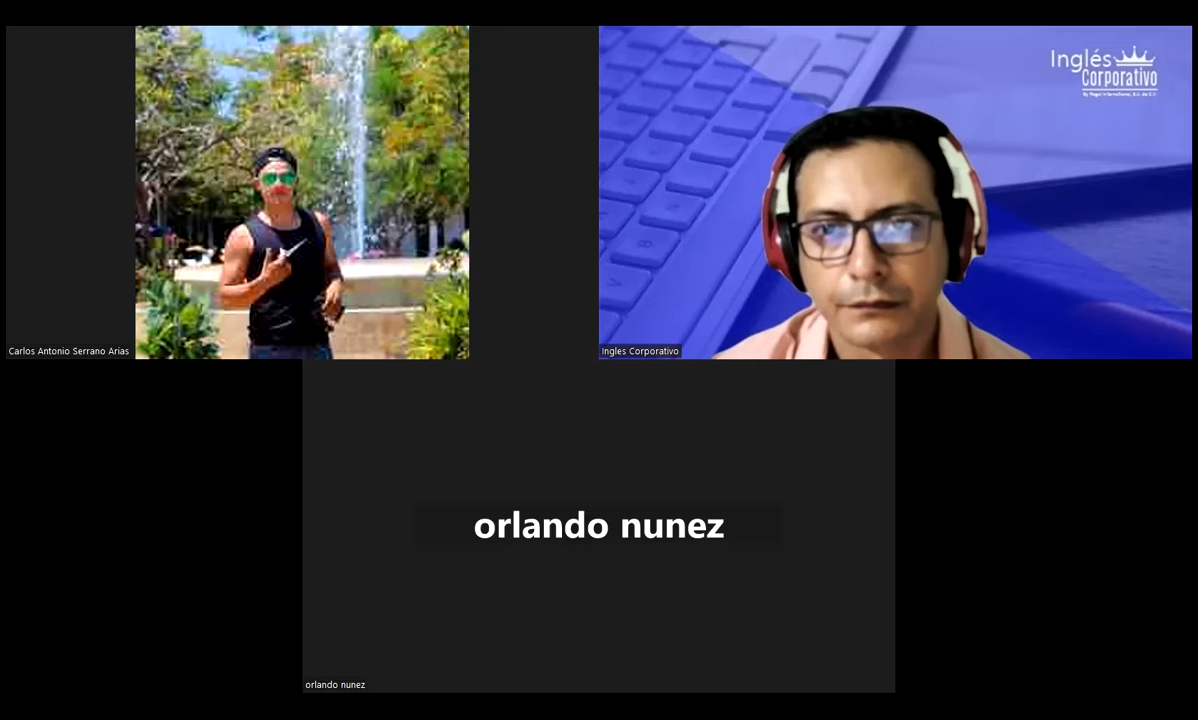 Inglés
Corporativo
Carlos Antonio Serrano Arias
Ingles Corporativo
orlando nunez
orlando nunez